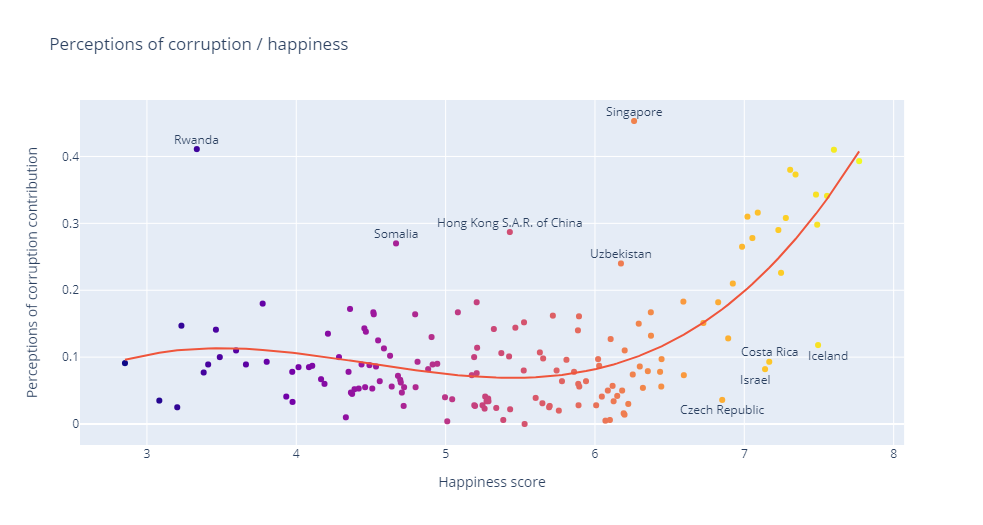 Perceptions of corruption / happiness
Singapore
Rwanda
Hong Kong S.A.R. of China
Somalia
Uzbekistan
Costa Rica
Iceland
Israel
Czech Republic
0.4
0.3
0.2
0.1
0
Perceptions of corruption contribution
3 4 5 6 7 8
Happiness score